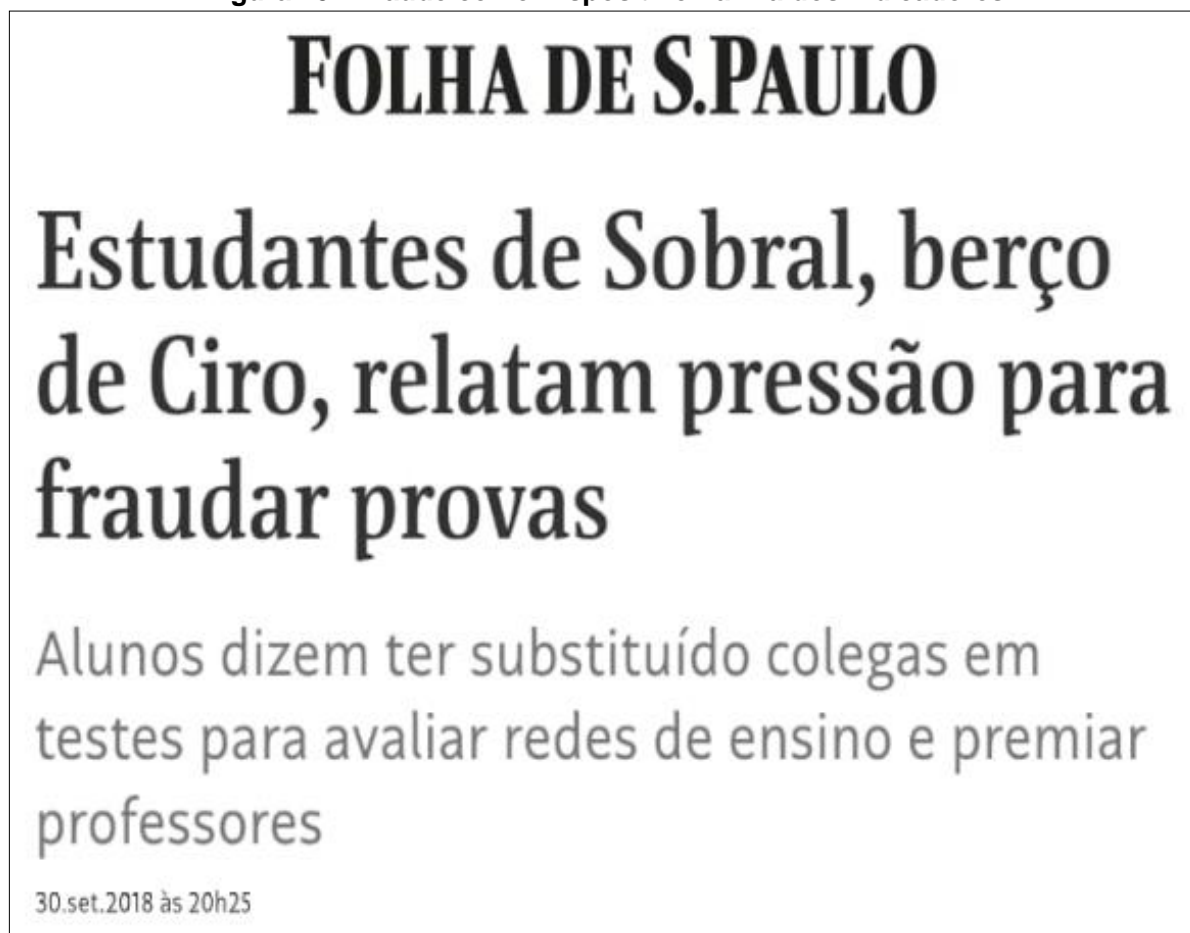 FOLHA DE S.PAULO
Estudantes de Sobral, berço
de Ciro, relatam pressão para
fraudar provas
Alunos dizem ter substituído colegas em
testes para avaliar redes de ensino e premiar
professores
30.set.2018 às 20h25